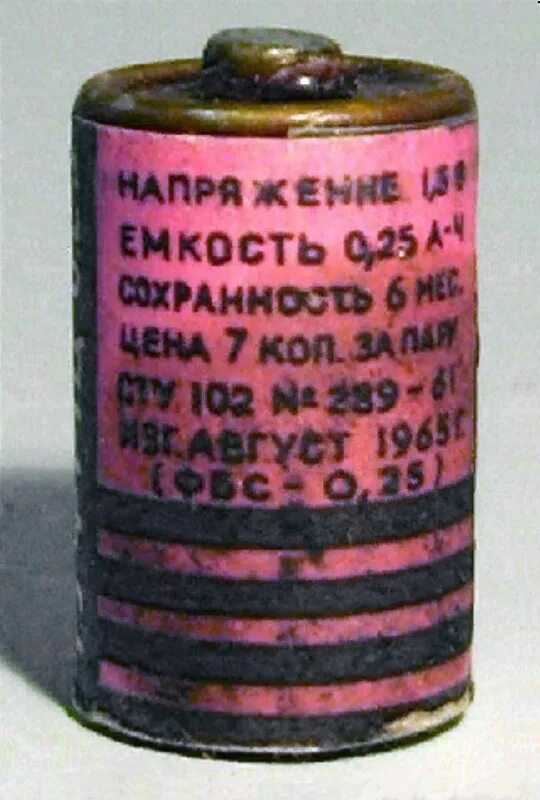 НАПРЯЖЕНИЕ 1,5 В
ЕМКОСТЬ 0,25 А-Ч
СОХРАННОСТЬ 6 МЕС.
ЦЕНА 7 КОП. ЗА ПАРУ
СТУ 102 № 289-61
ИЗГ. АВГУСТ 1965 г.
(ФБС-0,25)